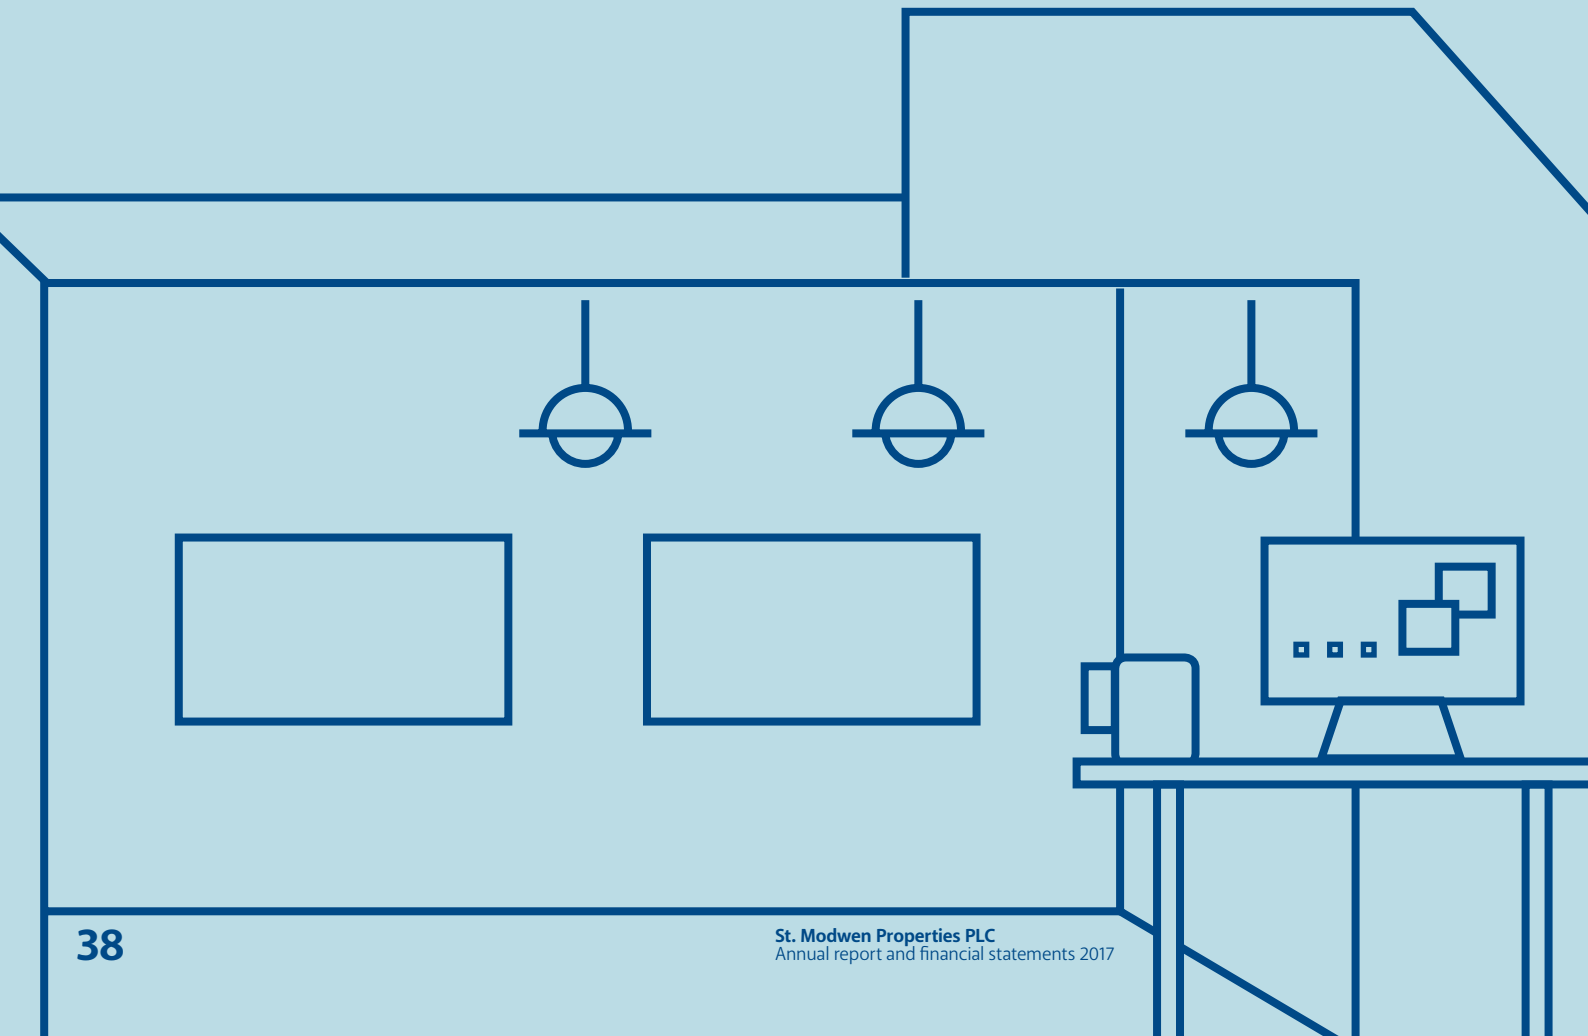 38
St. Modwen Properties PLC
Annual report and financial statements 2017